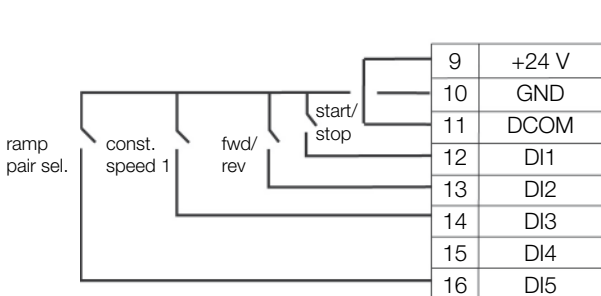 9 +24 V
10 GND
11 DCOM
12 DI1
13 DI2
14 DI3
15 DI4
16 DI5
ramp
pair sel.
const.
speed 1
fwd/
rev
start/
stop